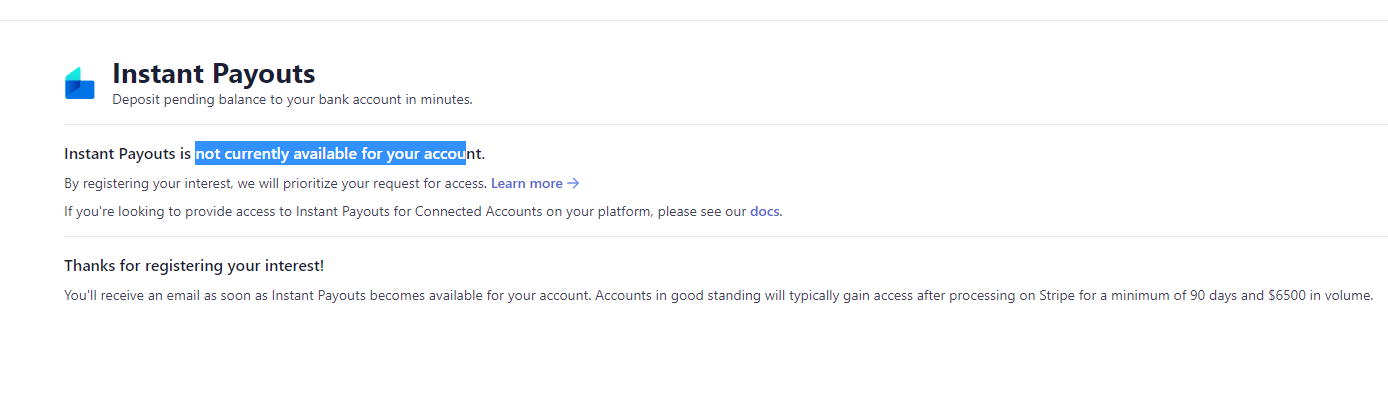 Instant Payouts
Deposit pending balance to your bank account in minutes.
Instant Payouts is not currently available for your account.
By registering your interest, we will prioritize your request for access. Learn more →
If you're looking to provide access to Instant Payouts for Connected Accounts on your platform, please see our docs.
Thanks for registering your interest!
You'll receive an email as soon as Instant Payouts becomes available for your account. Accounts in good standing will typically gain access after processing on Stripe for a minimum of 90 days and $6500 in volume.